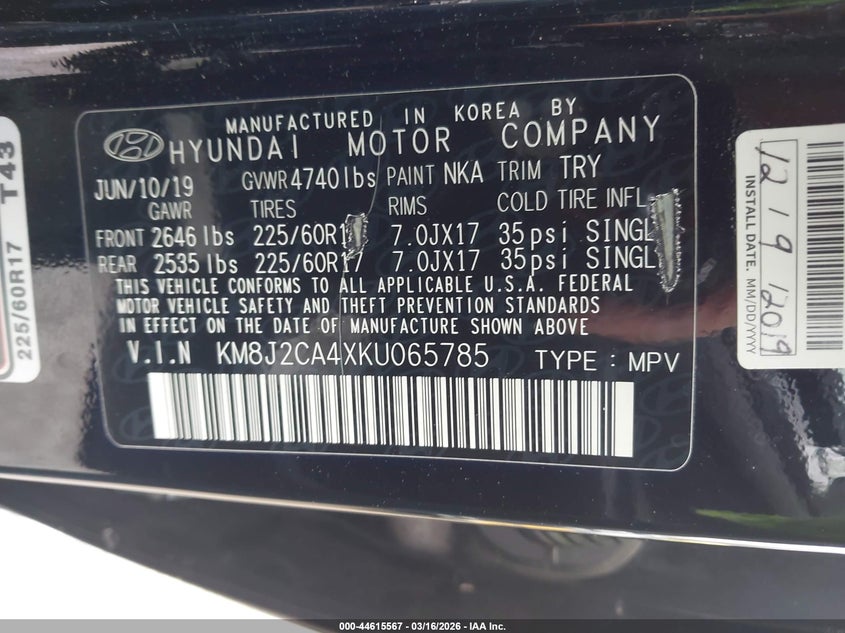 MANUFACTURED IN KOREA BY
HYUNDAI MOTOR COMPANY
JUN/10/19 GVWR 4740lbs PAINT NKA TRIM TRY
GAWR TIRES RIMS COLD TIRE INFL
FRONT 2646 lbs 225/60R17 7.0JX17 35psi SINGL
REAR 2535 lbs 225/60R17 7.0JX17 35psi SINGL
THIS VEHICLE CONFORMS TO ALL APPLICABLE U.S.A. FEDERAL
MOTOR VEHICLE SAFETY AND THEFT PREVENTION STANDARDS
IN EFFECT ON THE DATE OF MANUFACTURE SHOWN ABOVE
V.I.N KM8J2CA4XKU065785 TYPE : MPV
225/60R17 T43
12 19 2019
INSTALL DATE. MM/DD/YYYY
000-44615567 - 03/16/2026 - IAA Inc.